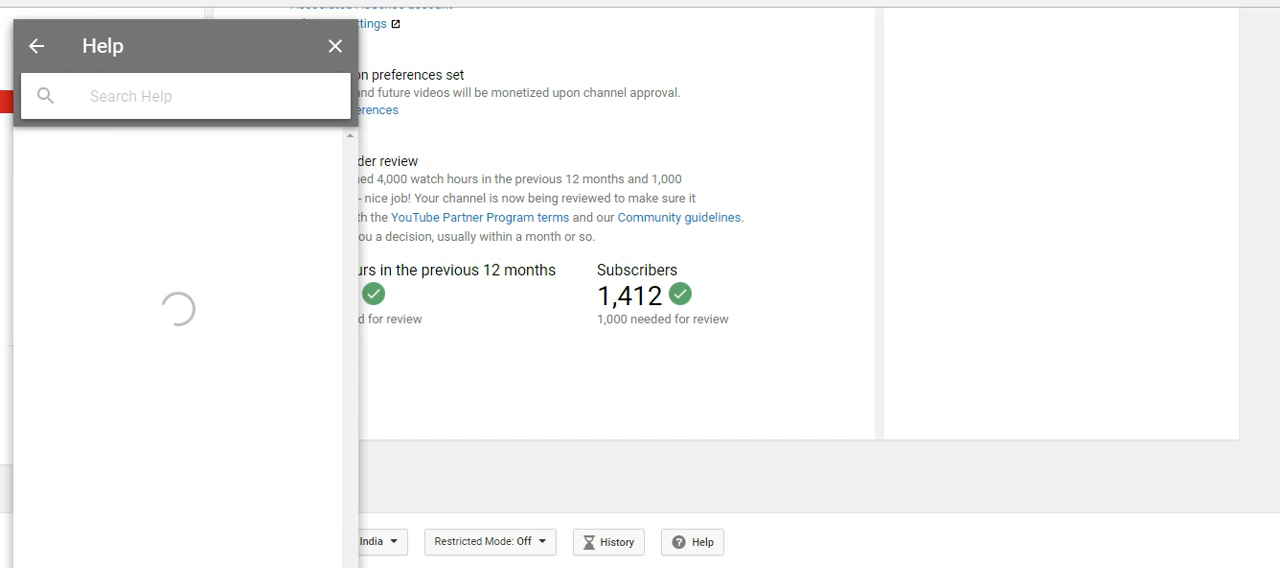 Help
Search Help
ttings
on preferences set
and future videos will be monetized upon channel approval.
erences
der review
ed 4,000 watch hours in the previous 12 months and 1,000
- nice job! Your channel is now being reviewed to make sure it
th the YouTube Partner Program terms and our Community guidelines.
ou a decision, usually within a month or so.
urs in the previous 12 months
Subscribers
1,412
d for review
1,000 needed for review
India
Restricted Mode: Off
History
Help